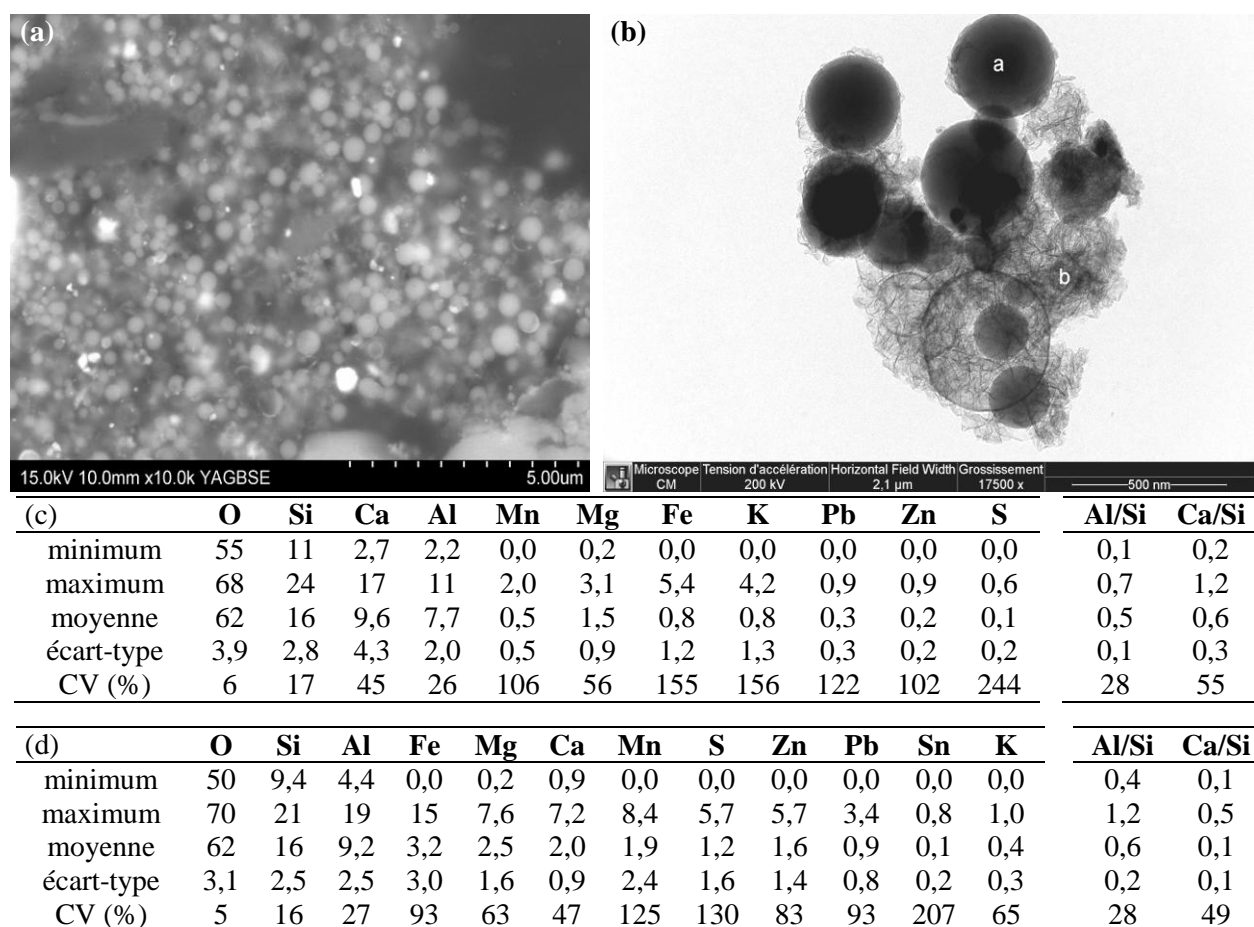 (a)
15.0kV 10.0mm x10.0k YAGBSE 5.00um
(b)
a
b
Microscope Tension d'accélération Horizontal Field Width Grossissement
CM 200 kV 2,1 µm 17500 x 500 nm
(c) O Si Ca Al Mn Mg Fe K Pb Zn S Al/Si Ca/Si
minimum 55 11 2,7 2,2 0,0 0,2 0,0 0,0 0,0 0,0 0,0 0,1 0,2
maximum 68 24 17 11 2,0 3,1 5,4 4,2 0,9 0,9 0,6 0,7 1,2
moyenne 62 16 9,6 7,7 0,5 1,5 0,8 0,8 0,3 0,2 0,1 0,5 0,6
écart-type 3,9 2,8 4,3 2,0 0,5 0,9 1,2 1,3 0,3 0,2 0,2 0,1 0,3
CV (%) 6 17 45 26 106 56 155 156 122 102 244 28 55
(d) O Si Al Fe Mg Ca Mn S Zn Pb Sn K Al/Si Ca/Si
minimum 50 9,4 4,4 0,0 0,2 0,9 0,0 0,0 0,0 0,0 0,0 0,0 0,4 0,1
maximum 70 21 19 15 7,6 7,2 8,4 5,7 5,7 3,4 0,8 1,0 1,2 0,5
moyenne 62 16 9,2 3,2 2,5 2,0 1,9 1,2 1,6 0,9 0,1 0,4 0,6 0,1
écart-type 3,1 2,5 2,5 3,0 1,6 0,9 2,4 1,6 1,4 0,8 0,2 0,3 0,2 0,1
CV (%) 5 16 27 93 63 47 125 130 83 93 207 65 28 49